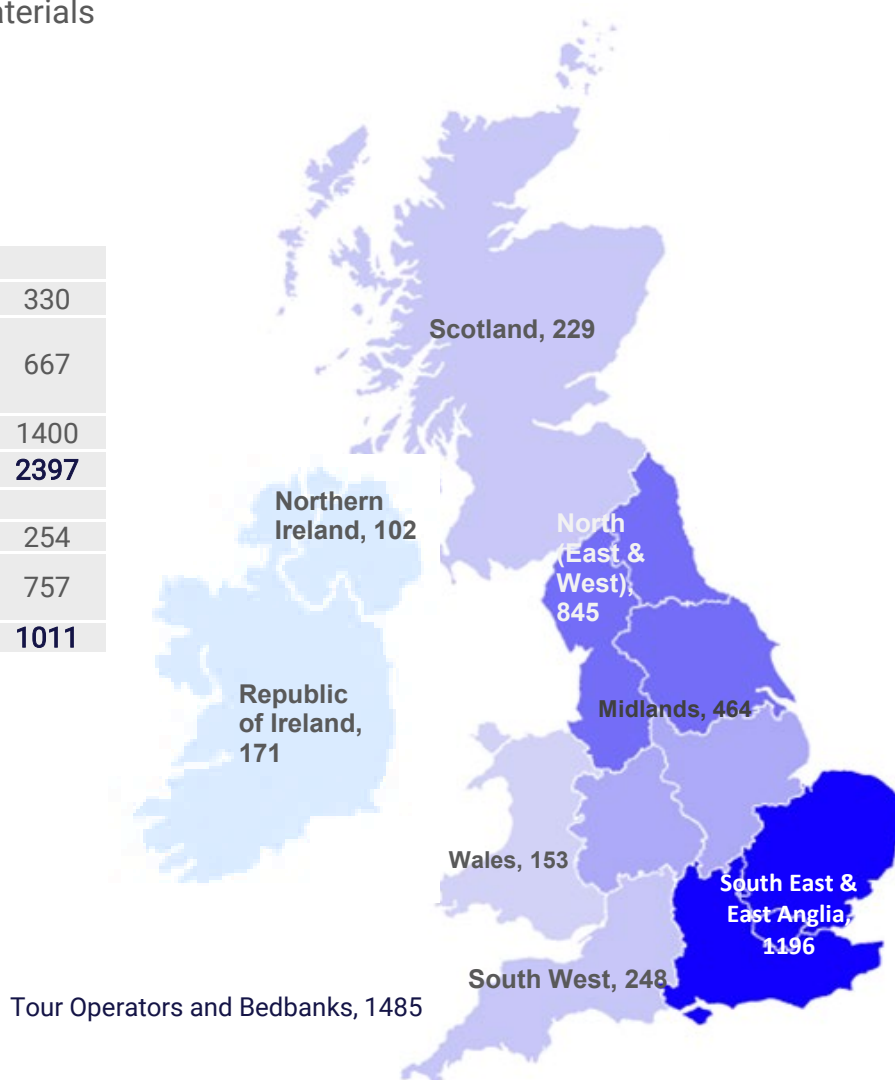 aterials
330
667
1400
2397
254
757
1011
Scotland, 229
Northern
Ireland, 102
North
(East &
West),
845
Republic
of Ireland,
171
Midlands, 464
Wales, 153
South East &
East Anglia,
1196
South West, 248
Tour Operators and Bedbanks, 1485